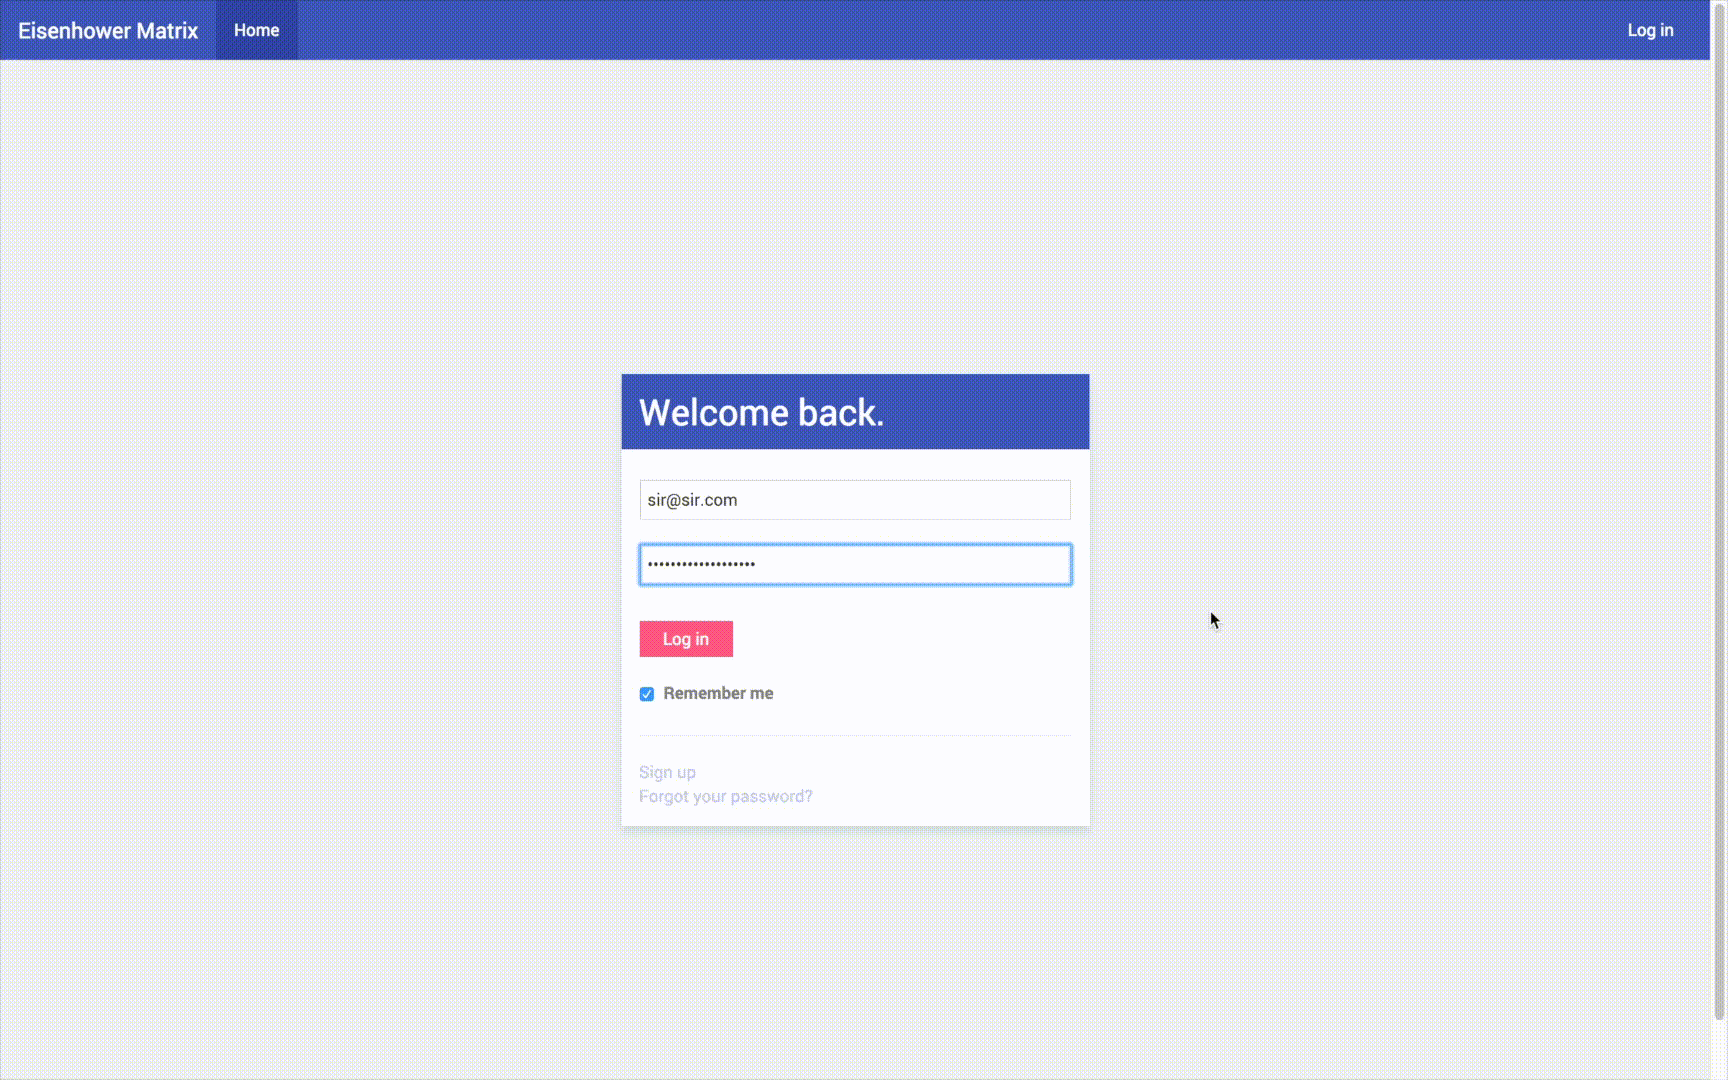 Eisenhower Matrix Home Log in
Welcome back.
sir@sir.com
•••••••••••••••••••
Log in
Remember me
Sign up
Forgot your password?